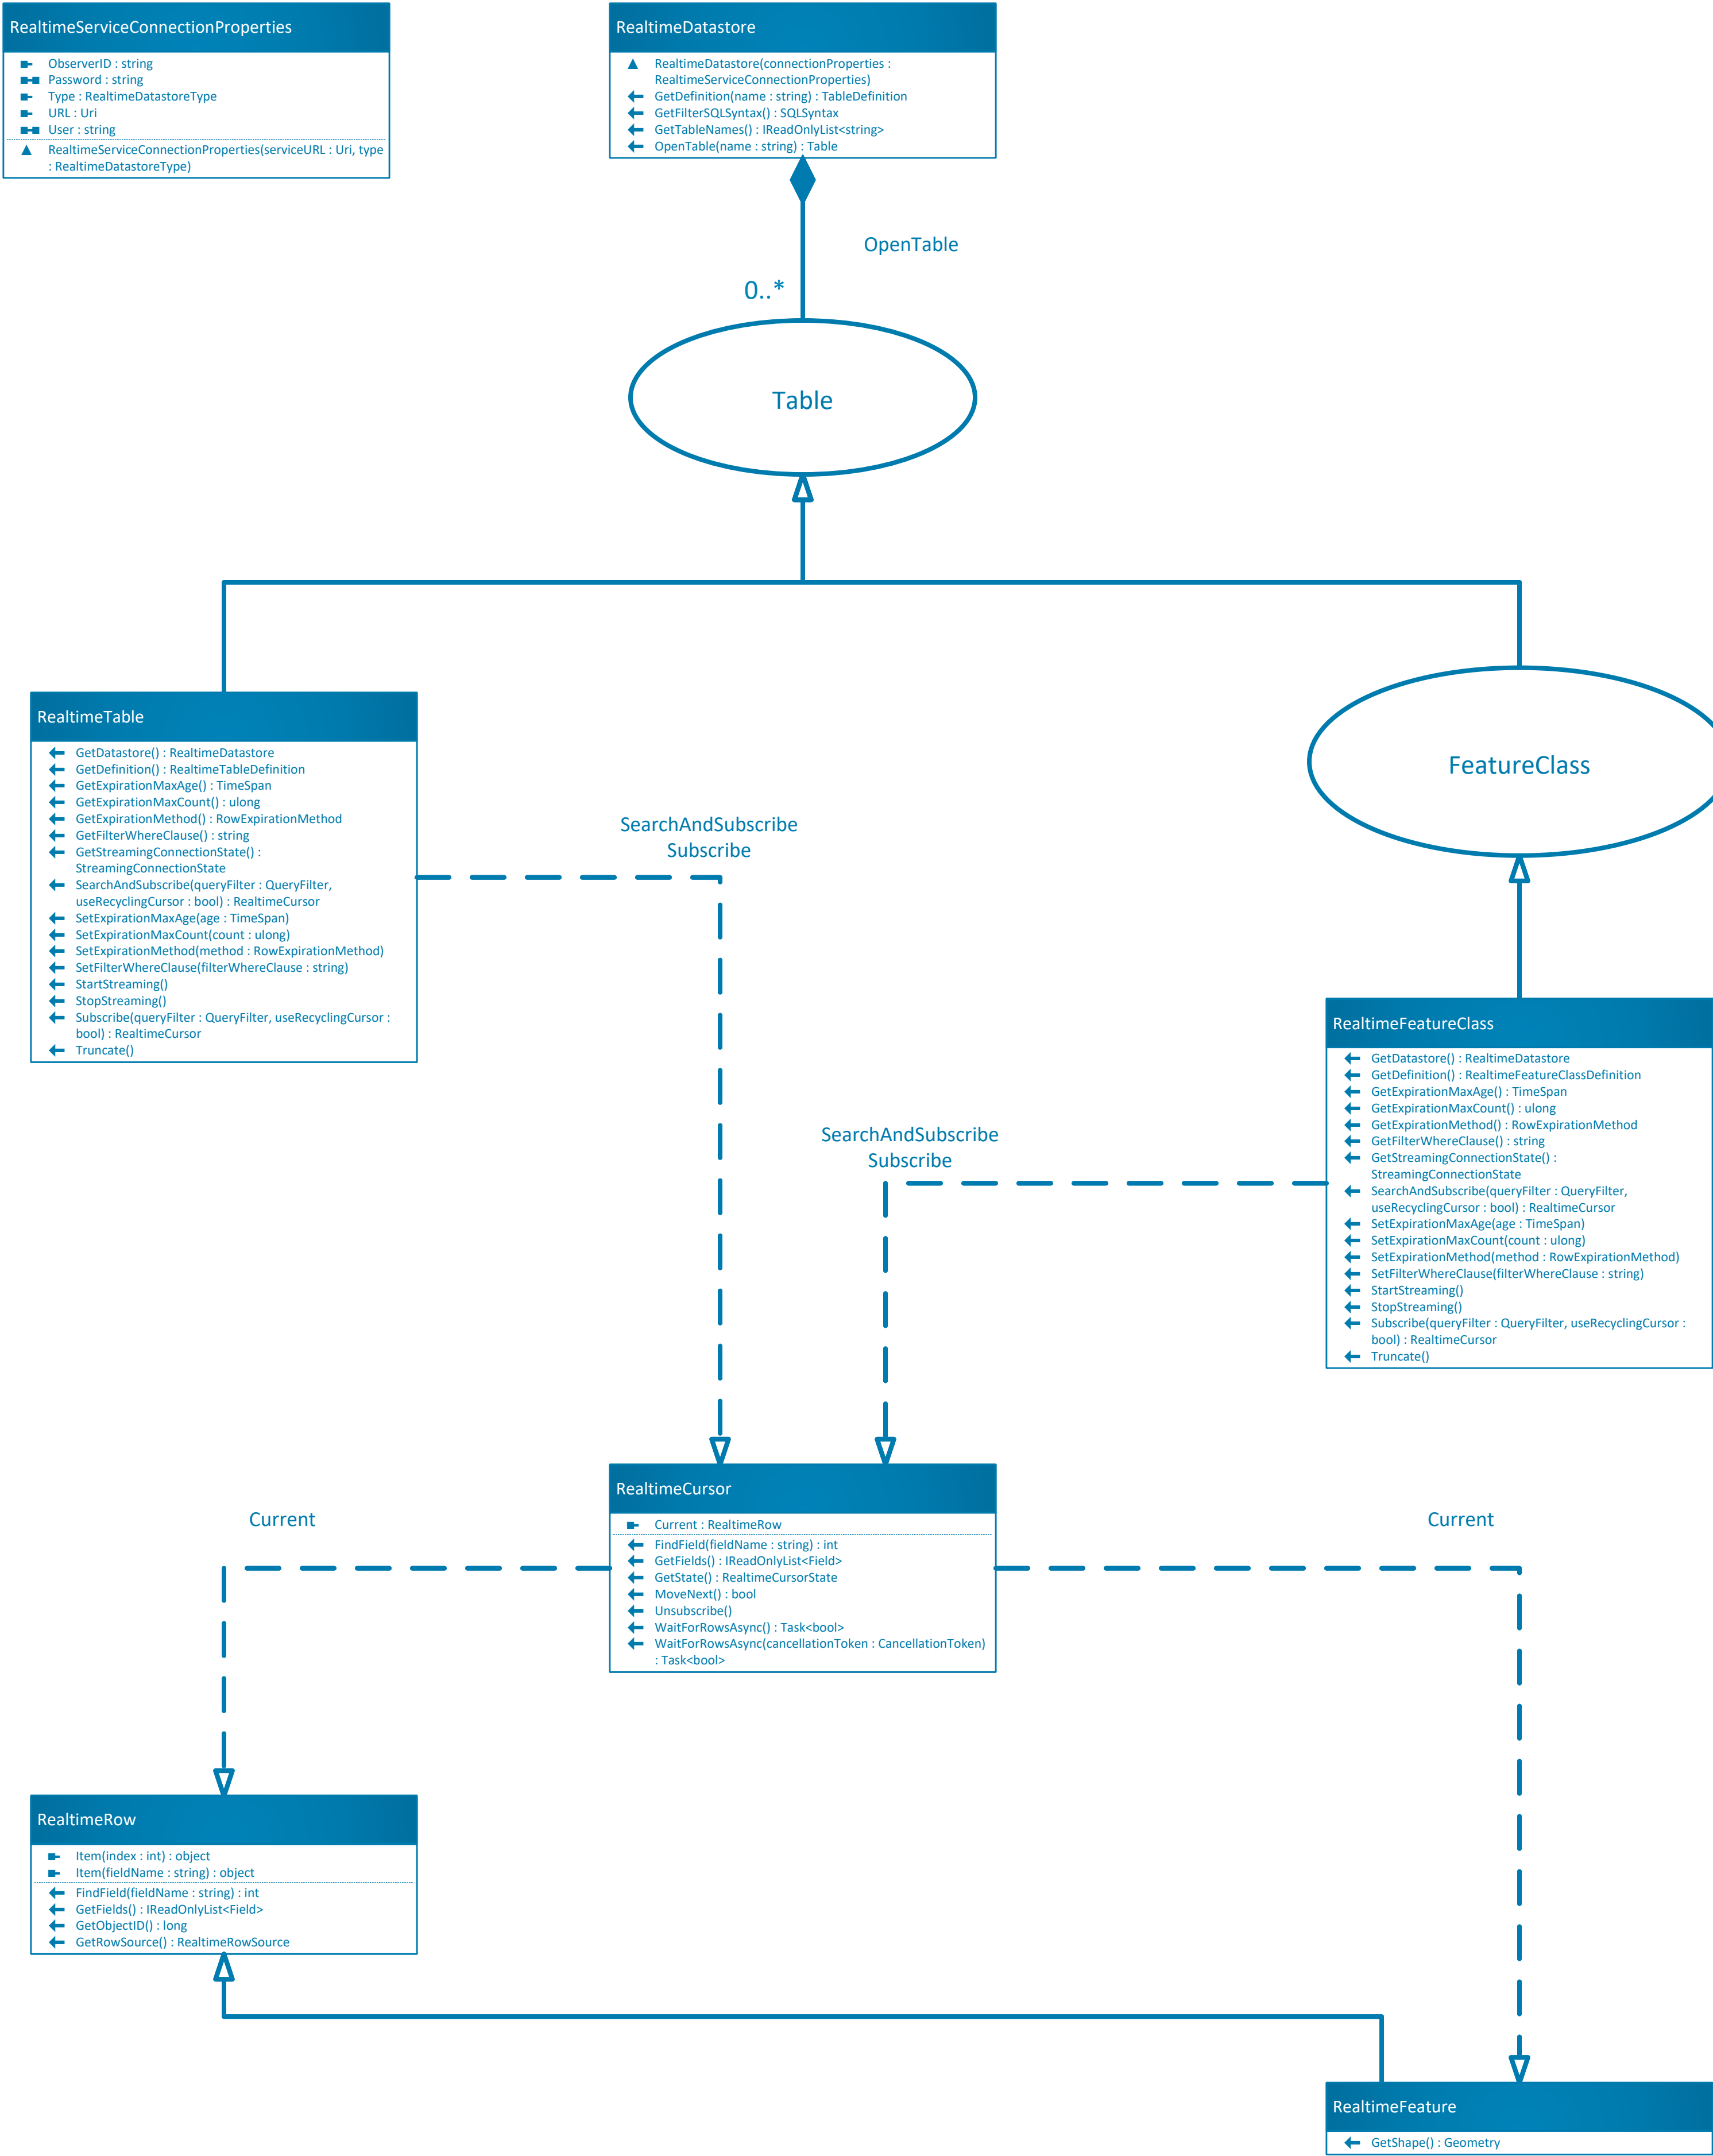 RealtimeServiceConnectionProperties
ObserverID : string
Password : string
Type : RealtimeDatastoreType
URL : Uri
User : string
RealtimeServiceConnectionProperties(serviceURL : Uri, type
: RealtimeDatastoreType)
RealtimeDatastore
RealtimeDatastore(connectionProperties :
RealtimeServiceConnectionProperties)
GetDefinition(name : string) : TableDefinition
GetFilterSQLSyntax() : SQLSyntax
GetTableNames() : IReadOnlyList<string>
OpenTable(name : string) : Table
OpenTable
0..*
Table
RealtimeTable
GetDatastore() : RealtimeDatastore
GetDefinition() : RealtimeTableDefinition
GetExpirationMaxAge() : TimeSpan
GetExpirationMaxCount() : ulong
GetExpirationMethod() : RowExpirationMethod
GetFilterWhereClause() : string
GetStreamingConnectionState() :
StreamingConnectionState
SearchAndSubscribe(queryFilter : QueryFilter,
useRecyclingCursor : bool) : RealtimeCursor
SetExpirationMaxAge(age : TimeSpan)
SetExpirationMaxCount(count : ulong)
SetExpirationMethod(method : RowExpirationMethod)
SetFilterWhereClause(filterWhereClause : string)
StartStreaming()
StopStreaming()
Subscribe(queryFilter : QueryFilter, useRecyclingCursor :
bool) : RealtimeCursor
Truncate()
SearchAndSubscribe
Subscribe
FeatureClass
RealtimeFeatureClass
GetDatastore() : RealtimeDatastore
GetDefinition() : RealtimeFeatureClassDefinition
GetExpirationMaxAge() : TimeSpan
GetExpirationMaxCount() : ulong
GetExpirationMethod() : RowExpirationMethod
GetFilterWhereClause() : string
GetStreamingConnectionState() :
StreamingConnectionState
SearchAndSubscribe(queryFilter : QueryFilter,
useRecyclingCursor : bool) : RealtimeCursor
SetExpirationMaxAge(age : TimeSpan)
SetExpirationMaxCount(count : ulong)
SetExpirationMethod(method : RowExpirationMethod)
SetFilterWhereClause(filterWhereClause : string)
StartStreaming()
StopStreaming()
Subscribe(queryFilter : QueryFilter, useRecyclingCursor :
bool) : RealtimeCursor
Truncate()
SearchAndSubscribe
Subscribe
RealtimeCursor
Current : RealtimeRow
FindField(fieldName : string) : int
GetFields() : IReadOnlyList<Field>
GetState() : RealtimeCursorState
MoveNext() : bool
Unsubscribe()
WaitForRowsAsync() : Task<bool>
WaitForRowsAsync(cancellationToken : CancellationToken)
: Task<bool>
Current
Current
RealtimeRow
Item(index : int) : object
Item(fieldName : string) : object
FindField(fieldName : string) : int
GetFields() : IReadOnlyList<Field>
GetObjectID() : long
GetRowSource() : RealtimeRowSource
RealtimeFeature
GetShape() : Geometry